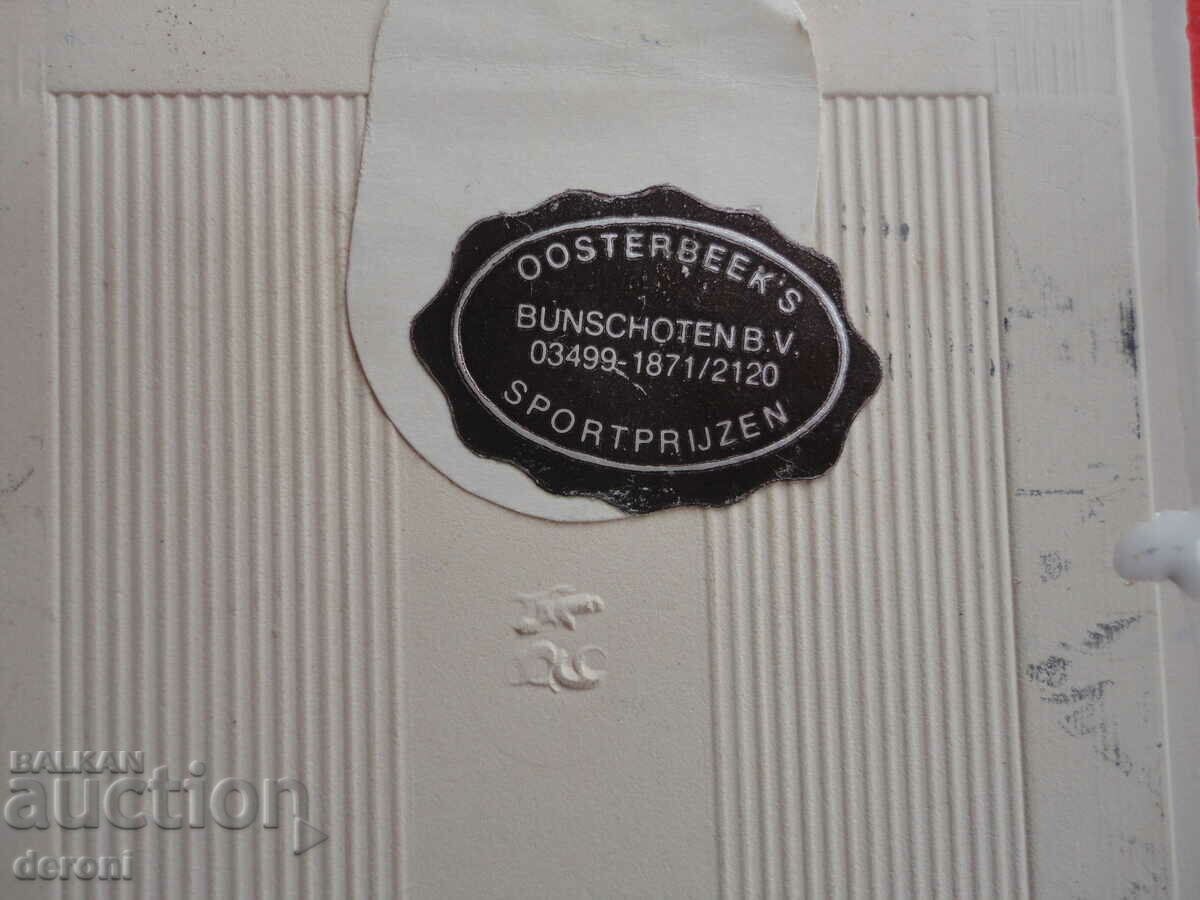 OOSTERBEEK'S
BUNSCHOTEN B.V.
03499-1871/2120
SPORTPRIJZEN
BALKAN
auction
deroni